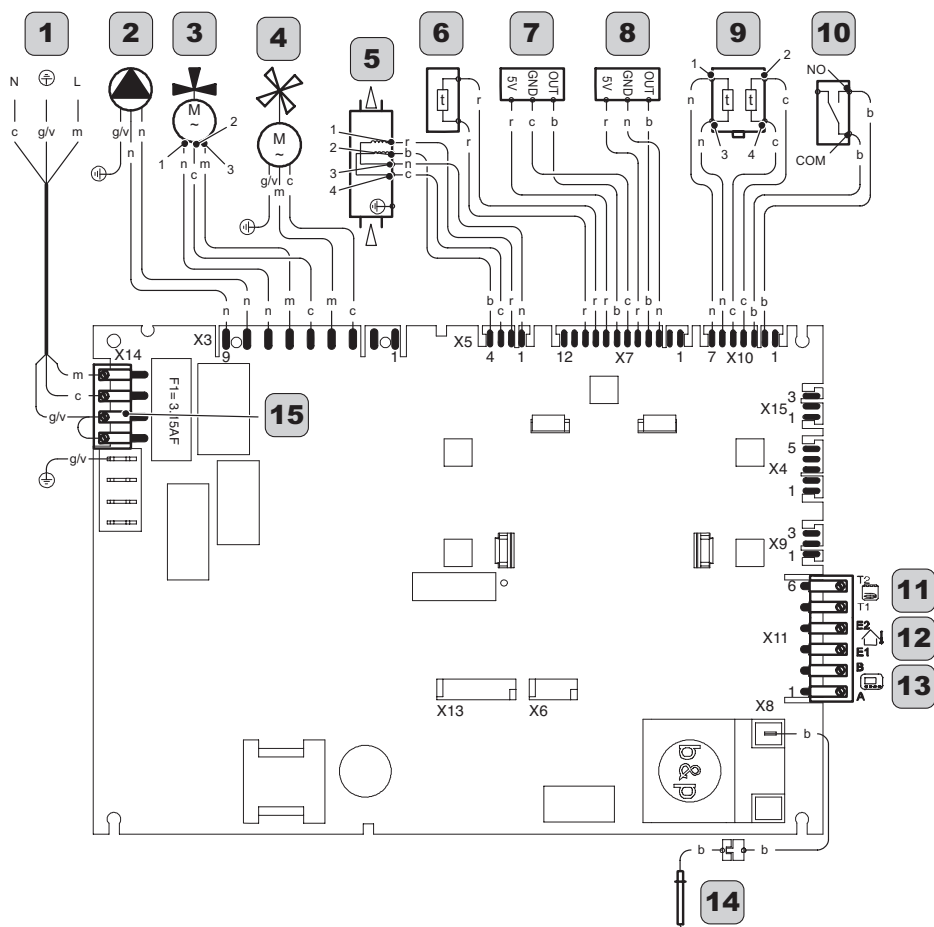 1 2 3 4 5 6 7 8 9 10
N L
c g/v m
g/v n
n
M
~
2
1 3
n c m
M
~
g/v c
m
1 r
2 b
3 n
4 c
t
r
r
5V GND OUT
r c b
5V GND OUT
r n b
1 2
n t t c
n c
3 4
NO
b
COM b
n n n m c m c
b c r n
r r r b n c r b n
n n c c b b
X3 9 1
X5 4 1
12 X7 1
7 X10 1
X14
m
c
g/v
g/v
F1= 3.15AF
15
3
X15
1
5
X4
1
3
X9
1
6
X11
1
T2
T1
E2
E1
B
A
11
12
13
X13 X6 X8
d&d
b
b b
14